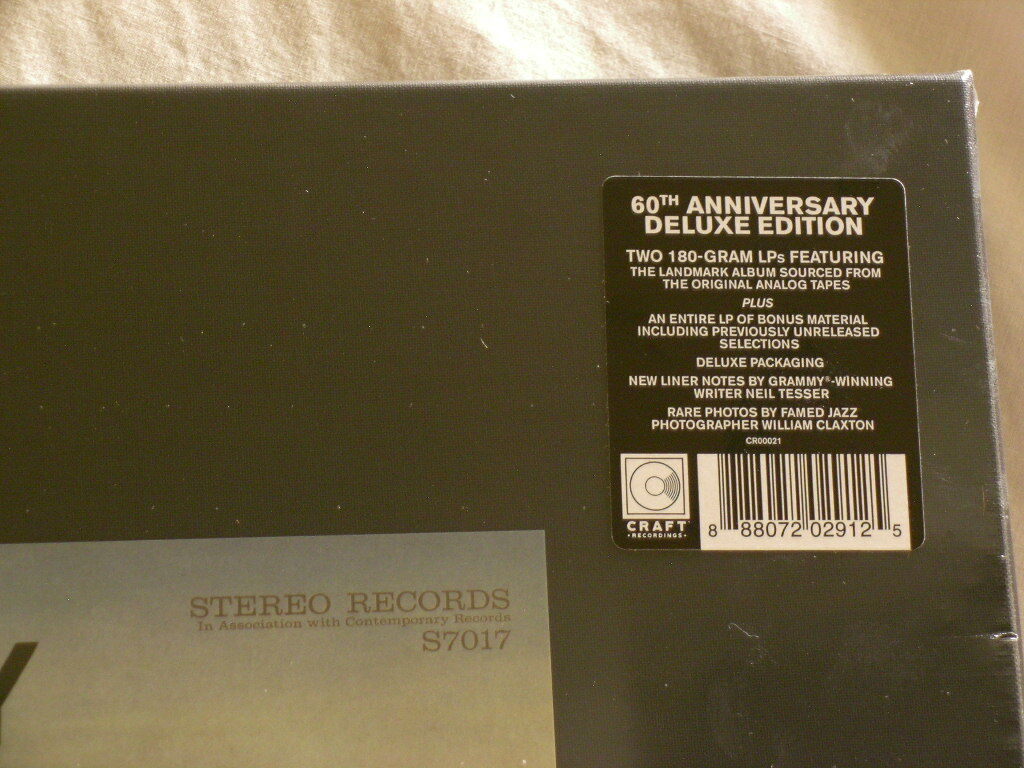 60TH ANNIVERSARY
DELUXE EDITION
TWO 180-GRAM LPs FEATURING
THE LANDMARK ALBUM SOURCED FROM
THE ORIGINAL ANALOG TAPES
PLUS
AN ENTIRE LP OF BONUS MATERIAL
INCLUDING PREVIOUSLY UNRELEASED
SELECTIONS
DELUXE PACKAGING
NEW LINER NOTES BY GRAMMY®-WINNING
WRITER NEIL TESSER
RARE PHOTOS BY FAMED JAZZ
PHOTOGRAPHER WILLIAM CLAXTON
CR00021
CRAFT
•RECORDINGS•
8 88072 02912 5
STEREO RECORDS
In Association with Contemporary Records
S7017